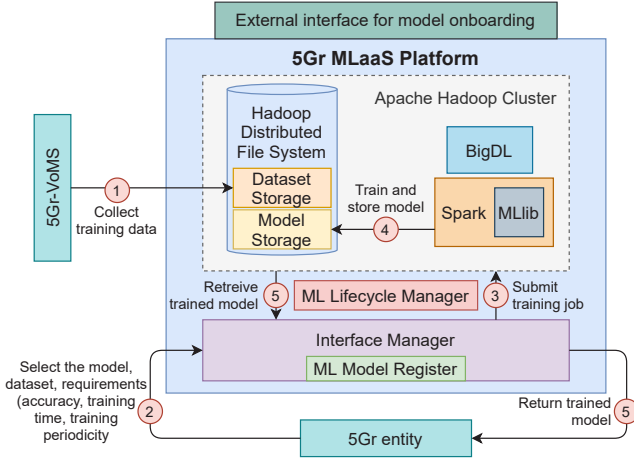 External interface for model onboarding
5Gr MLaaS Platform
Apache Hadoop Cluster
Hadoop
Distributed
File System
Dataset
Storage
Model
Storage
BigDL
Spark
MLlib
Train and
store model
4
5Gr-VoMS
1
Collect
training data
Retreive
trained model
5
ML Lifecycle Manager
3
Submit
training job
Interface Manager
ML Model Register
Select the model,
dataset, requirements
(accuracy, training
time, training
periodicity
2
5Gr entity
Return trained
model
5